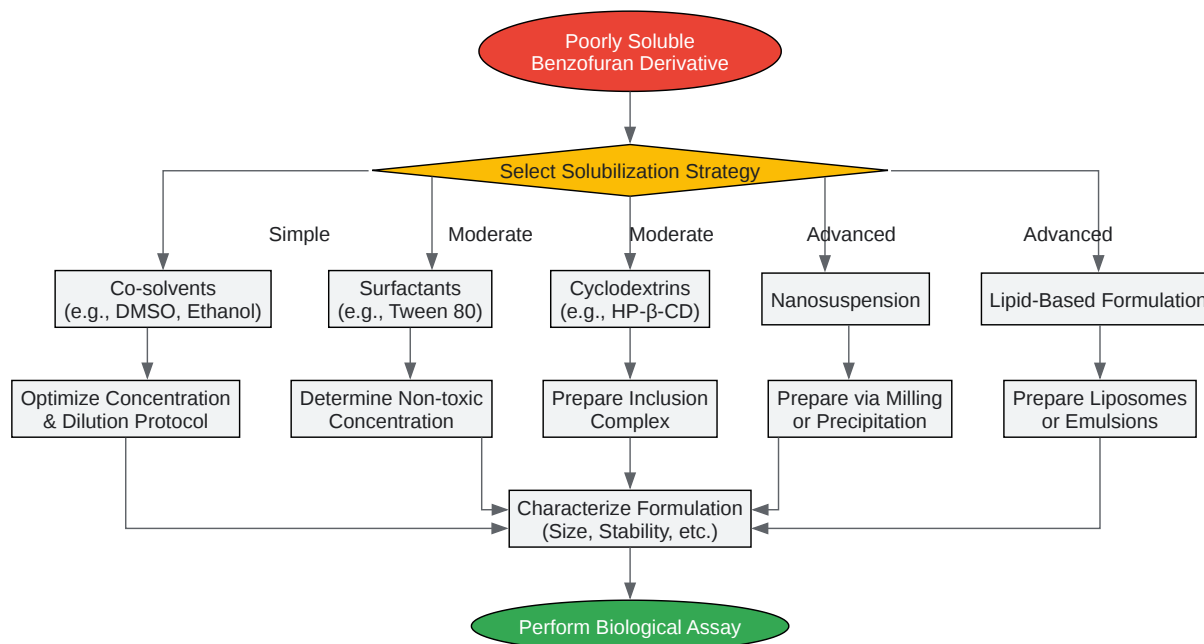 Poorly Soluble
Benzofuran Derivative
Select Solubilization Strategy
Simple
Moderate
Moderate
Advanced
Advanced
Co-solvents
(e.g., DMSO, Ethanol)
Surfactants
(e.g., Tween 80)
Cyclodextrins
(e.g., HP-β-CD)
Nanosuspension
Lipid-Based Formulation
Optimize Concentration
& Dilution Protocol
Determine Non-toxic
Concentration
Prepare Inclusion
Complex
Prepare via Milling
or Precipitation
Prepare Liposomes
or Emulsions
Characterize Formulation
(Size, Stability, etc.)
Perform Biological Assay